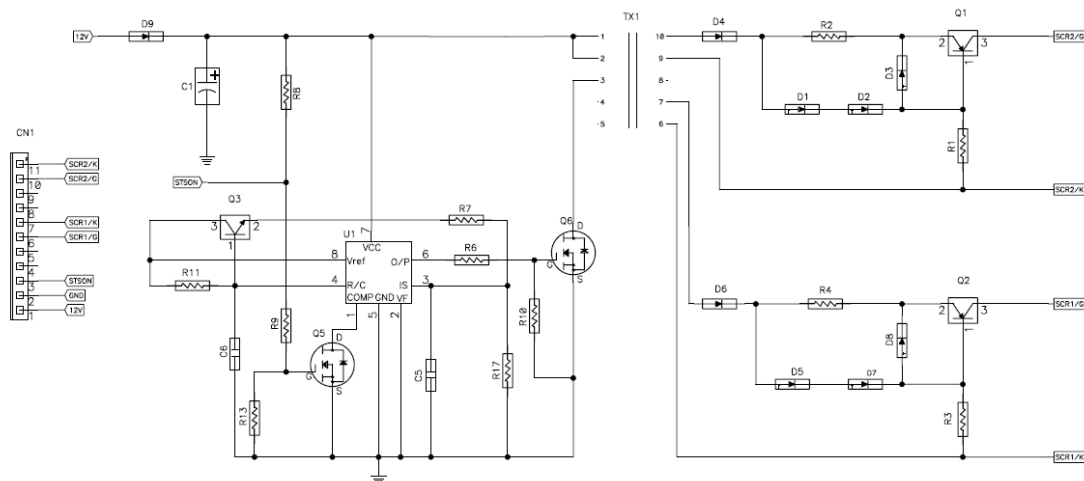 D9
12V
C1
R8
STSON
CN1
SCR2/K
11
SCR2/G
10
9
8
SCR1/K
7
SCR1/G
6
5
4
STSON
3
GND
2
12V
1
Q3
3
2
1
R7
R11
U1
7
VCC
8
Vref
O/P
6
R6
4
R/C
IS
3
COMP
GND
VF
1
5
2
R9
Q5
D
G
S
C6
R13
C5
R17
R10
Q6
D
G
S
TX1
1
2
3
4
5
10
9
8
7
6
D4
R2
Q1
2
3
1
SCR2/G
D3
D1
D2
R1
SCR2/K
D6
R4
Q2
2
3
1
SCR1/G
D8
D5
D7
R3
SCR1/K